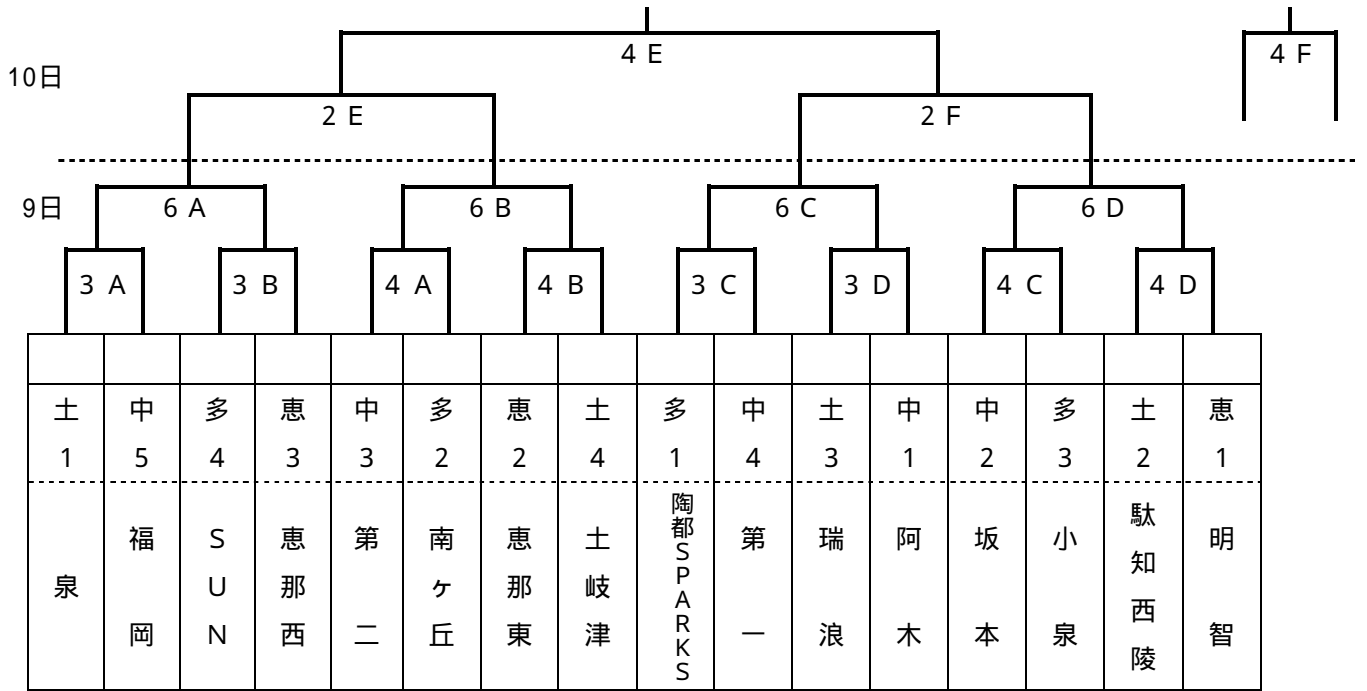 4 E
4 F
10日
2 E
2 F
9日
6 A
6 B
6 C
6 D
3 A
3 B
4 A
4 B
3 C
3 D
4 C
4 D
土1
中5
多4
恵3
中3
多2
恵2
土4
多1
中4
土3
中1
中2
多3
土2
恵1
泉
福岡
SUN
恵那西
第二
南ヶ丘
恵那東
土岐津
陶都SPARKS
第一
瑞浪
阿木
坂本
小泉
駄知西陵
明智